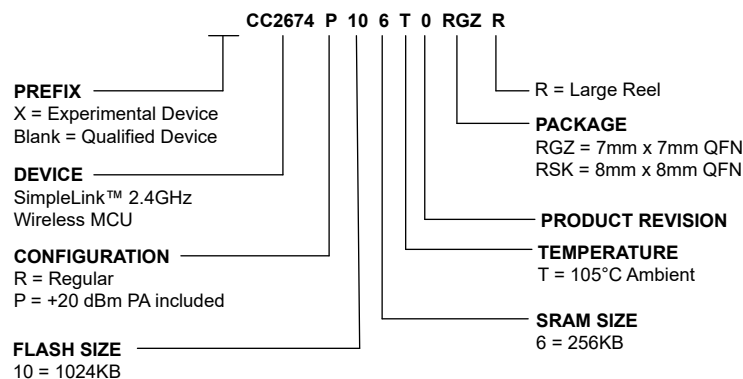 CC2674 P 10 6 T 0 RGZ R
PREFIX
X = Experimental Device
Blank = Qualified Device
DEVICE
SimpleLink™ 2.4GHz
Wireless MCU
CONFIGURATION
R = Regular
P = +20 dBm PA included
FLASH SIZE
10 = 1024KB
R = Large Reel
PACKAGE
RGZ = 7mm x 7mm QFN
RSK = 8mm x 8mm QFN
PRODUCT REVISION
TEMPERATURE
T = 105°C Ambient
SRAM SIZE
6 = 256KB